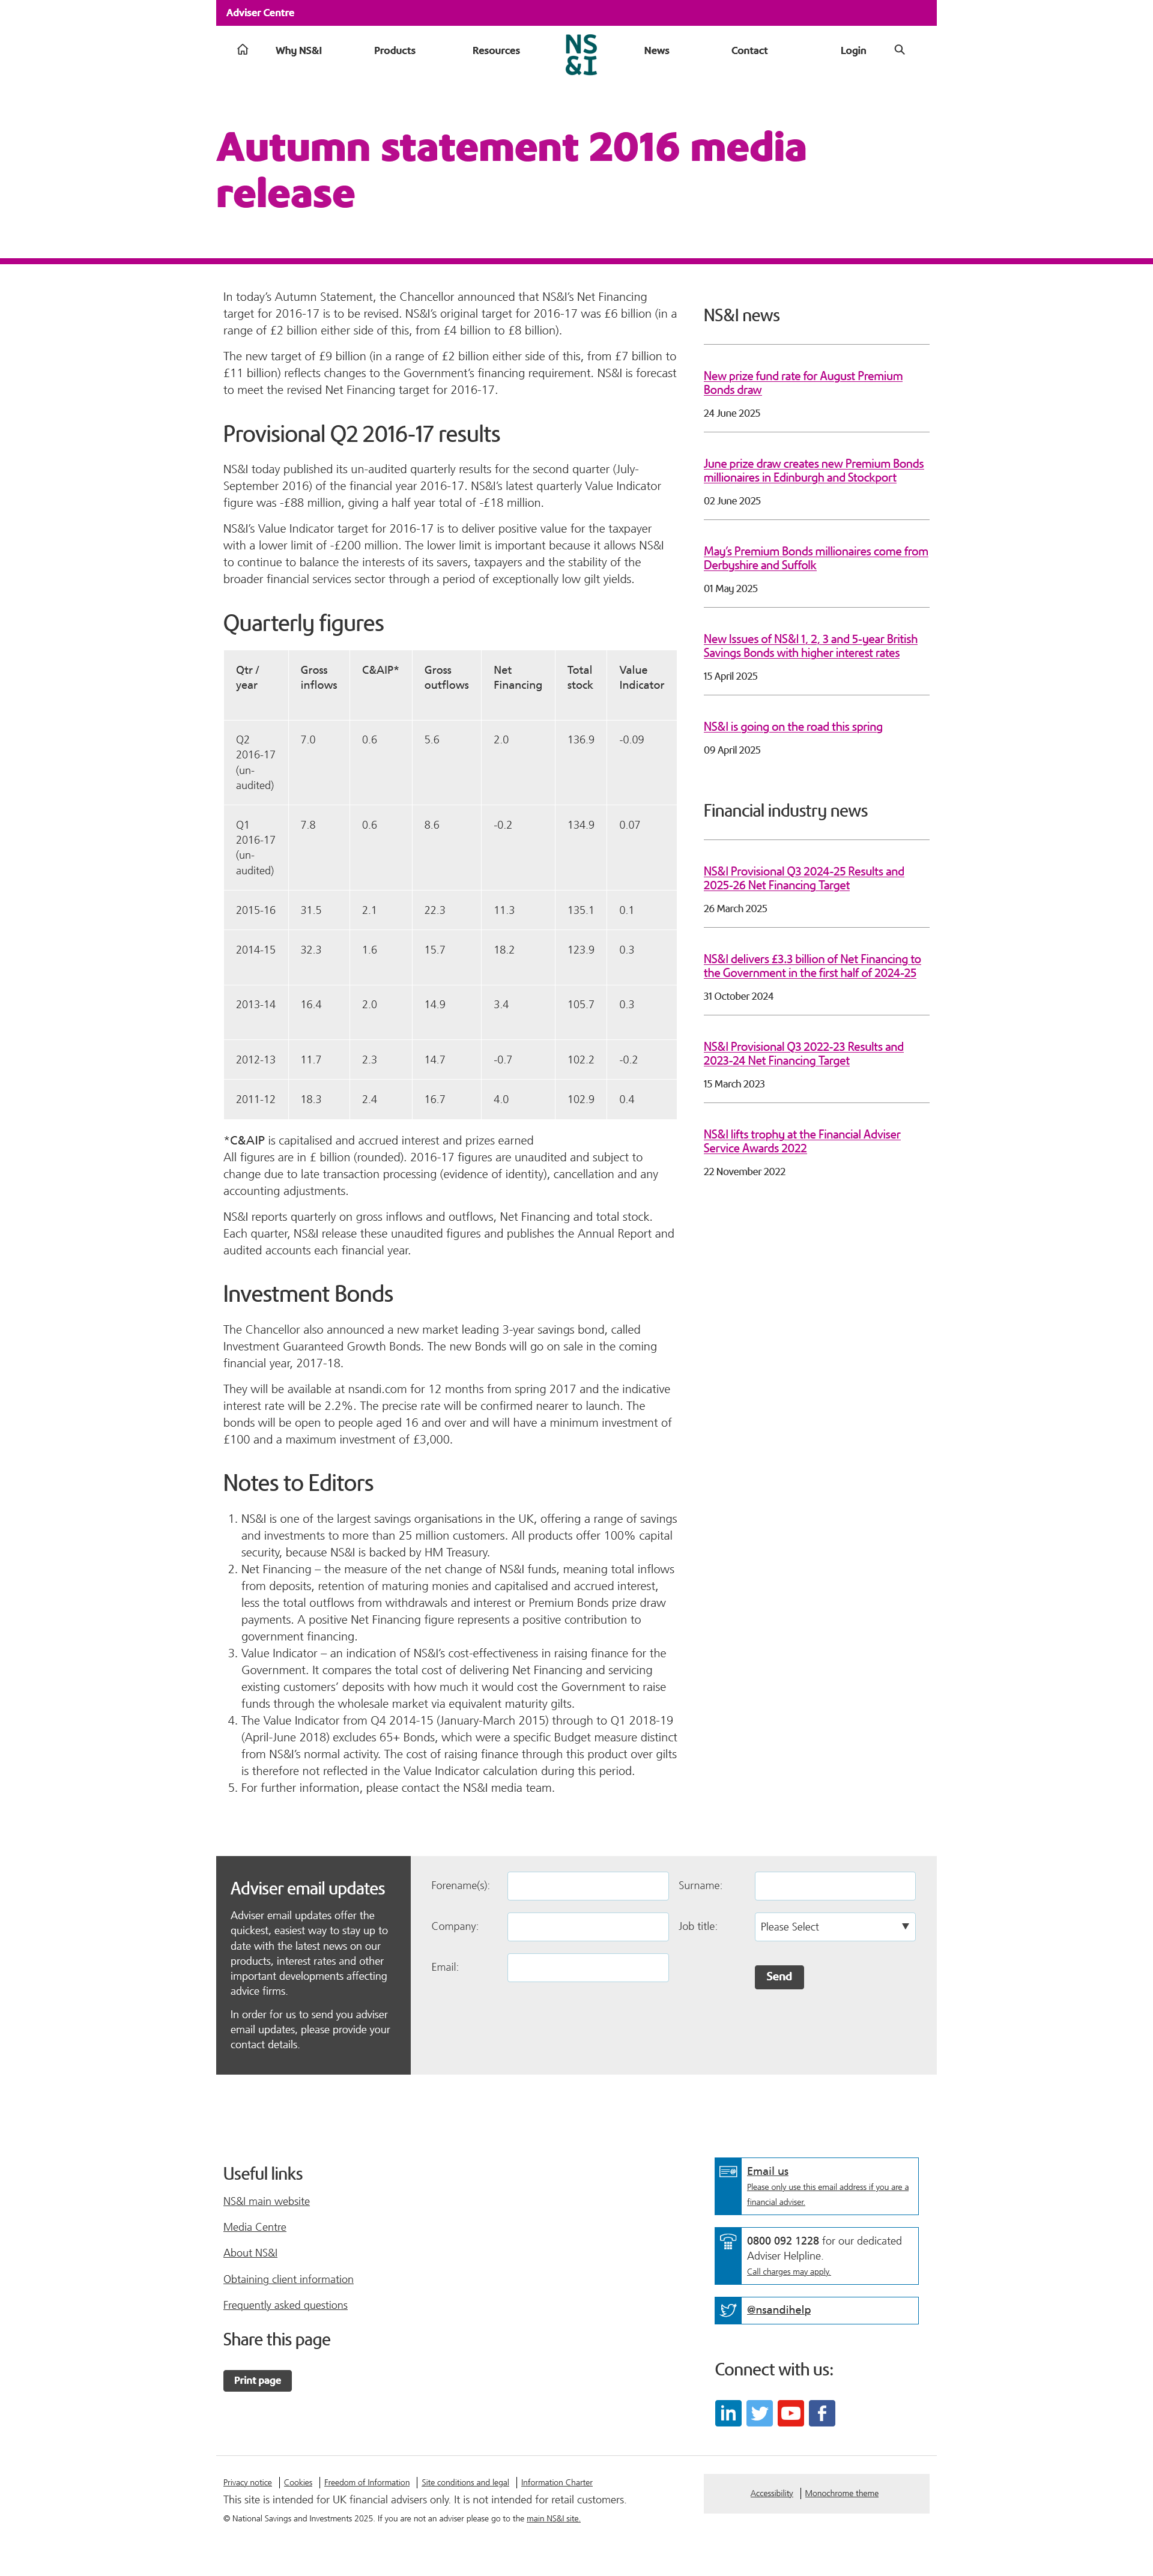 Adviser Centre
Why NS&I
Products
Resources
NS
&I
News
Contact
Login
Autumn statement 2016 media
release
In today's Autumn Statement, the Chancellor announced that NS&I's Net Financing
target for 2016-17 is to be revised. NS&I's original target for 2016-17 was £6 billion (in a
range of £2 billion either side of this, from £4 billion to £8 billion).
The new target of £9 billion (in a range of £2 billion either side of this, from £7 billion to
£11 billion) reflects changes to the Government's financing requirement. NS&I is forecast
to meet the revised Net Financing target for 2016-17.
Provisional Q2 2016-17 results
NS&I today published its un-audited quarterly results for the second quarter (July-
September 2016) of the financial year 2016-17. NS&I's latest quarterly Value Indicator
figure was -£88 million, giving a half year total of -£18 million.
NS&I's Value Indicator target for 2016-17 is to deliver positive value for the taxpayer
with a lower limit of -£200 million. The lower limit is important because it allows NS&I
to continue to balance the interests of its savers, taxpayers and the stability of the
broader financial services sector through a period of exceptionally low gilt yields.
Quarterly figures
Qtr / year Gross inflows C&AIP* Gross outflows Net Financing Total stock Value Indicator
Q2 2016-17 (un-audited) 7.0 0.6 5.6 2.0 136.9 -0.09
Q1 2016-17 (un-audited) 7.8 0.6 8.6 -0.2 134.9 0.07
2015-16 31.5 2.1 22.3 11.3 135.1 0.1
2014-15 32.3 1.6 15.7 18.2 123.9 0.3
2013-14 16.4 2.0 14.9 3.4 105.7 0.3
2012-13 11.7 2.3 14.7 -0.7 102.2 -0.2
2011-12 18.3 2.4 16.7 4.0 102.9 0.4
*C&AIP is capitalised and accrued interest and prizes earned
All figures are in £ billion (rounded). 2016-17 figures are unaudited and subject to
change due to late transaction processing (evidence of identity), cancellation and any
accounting adjustments.
NS&I reports quarterly on gross inflows and outflows, Net Financing and total stock.
Each quarter, NS&I release these unaudited figures and publishes the Annual Report and
audited accounts each financial year.
Investment Bonds
The Chancellor also announced a new market leading 3-year savings bond, called
Investment Guaranteed Growth Bonds. The new Bonds will go on sale in the coming
financial year, 2017-18.
They will be available at nsandi.com for 12 months from spring 2017 and the indicative
interest rate will be 2.2%. The precise rate will be confirmed nearer to launch. The
bonds will be open to people aged 16 and over and will have a minimum investment of
£100 and a maximum investment of £3,000.
Notes to Editors
1. NS&I is one of the largest savings organisations in the UK, offering a range of savings
and investments to more than 25 million customers. All products offer 100% capital
security, because NS&I is backed by HM Treasury.
2. Net Financing – the measure of the net change of NS&I funds, meaning total inflows
from deposits, retention of maturing monies and capitalised and accrued interest,
less the total outflows from withdrawals and interest or Premium Bonds prize draw
payments. A positive Net Financing figure represents a positive contribution to
government financing.
3. Value Indicator – an indication of NS&I's cost-effectiveness in raising finance for the
Government. It compares the total cost of delivering Net Financing and servicing
existing customers' deposits with how much it would cost the Government to raise
funds through the wholesale market via equivalent maturity gilts.
4. The Value Indicator from Q4 2014-15 (January-March 2015) through to Q1 2018-19
(April-June 2018) excludes 65+ Bonds, which were a specific Budget measure distinct
from NS&I's normal activity. The cost of raising finance through this product over gilts
is therefore not reflected in the Value Indicator calculation during this period.
5. For further information, please contact the NS&I media team.
NS&I news
New prize fund rate for August Premium
Bonds draw
24 June 2025
June prize draw creates new Premium Bonds
millionaires in Edinburgh and Stockport
02 June 2025
May's Premium Bonds millionaires come from
Derbyshire and Suffolk
01 May 2025
New Issues of NS&I 1, 2, 3 and 5-year British
Savings Bonds with higher interest rates
15 April 2025
NS&I is going on the road this spring
09 April 2025
Financial industry news
NS&I Provisional Q3 2024-25 Results and
2025-26 Net Financing Target
26 March 2025
NS&I delivers £3.3 billion of Net Financing to
the Government in the first half of 2024-25
31 October 2024
NS&I Provisional Q3 2022-23 Results and
2023-24 Net Financing Target
15 March 2023
NS&I lifts trophy at the Financial Adviser
Service Awards 2022
22 November 2022
Adviser email updates
Adviser email updates offer the
quickest, easiest way to stay up to
date with the latest news on our
products, interest rates and other
important developments affecting
advice firms.
In order for us to send you adviser
email updates, please provide your
contact details.
Forename(s):
Surname:
Company:
Job title:
Please Select
Email:
Send
Useful links
NS&I main website
Media Centre
About NS&I
Obtaining client information
Frequently asked questions
Share this page
Print page
Email us
Please only use this email address if you are a
financial adviser.
0800 092 1228 for our dedicated
Adviser Helpline.
Call charges may apply.
@nsandihelp
Connect with us:
Privacy notice
Cookies
Freedom of Information
Site conditions and legal
Information Charter
This site is intended for UK financial advisers only. It is not intended for retail customers.
© National Savings and Investments 2025. If you are not an adviser please go to the main NS&I site.
Accessibility
Monochrome theme